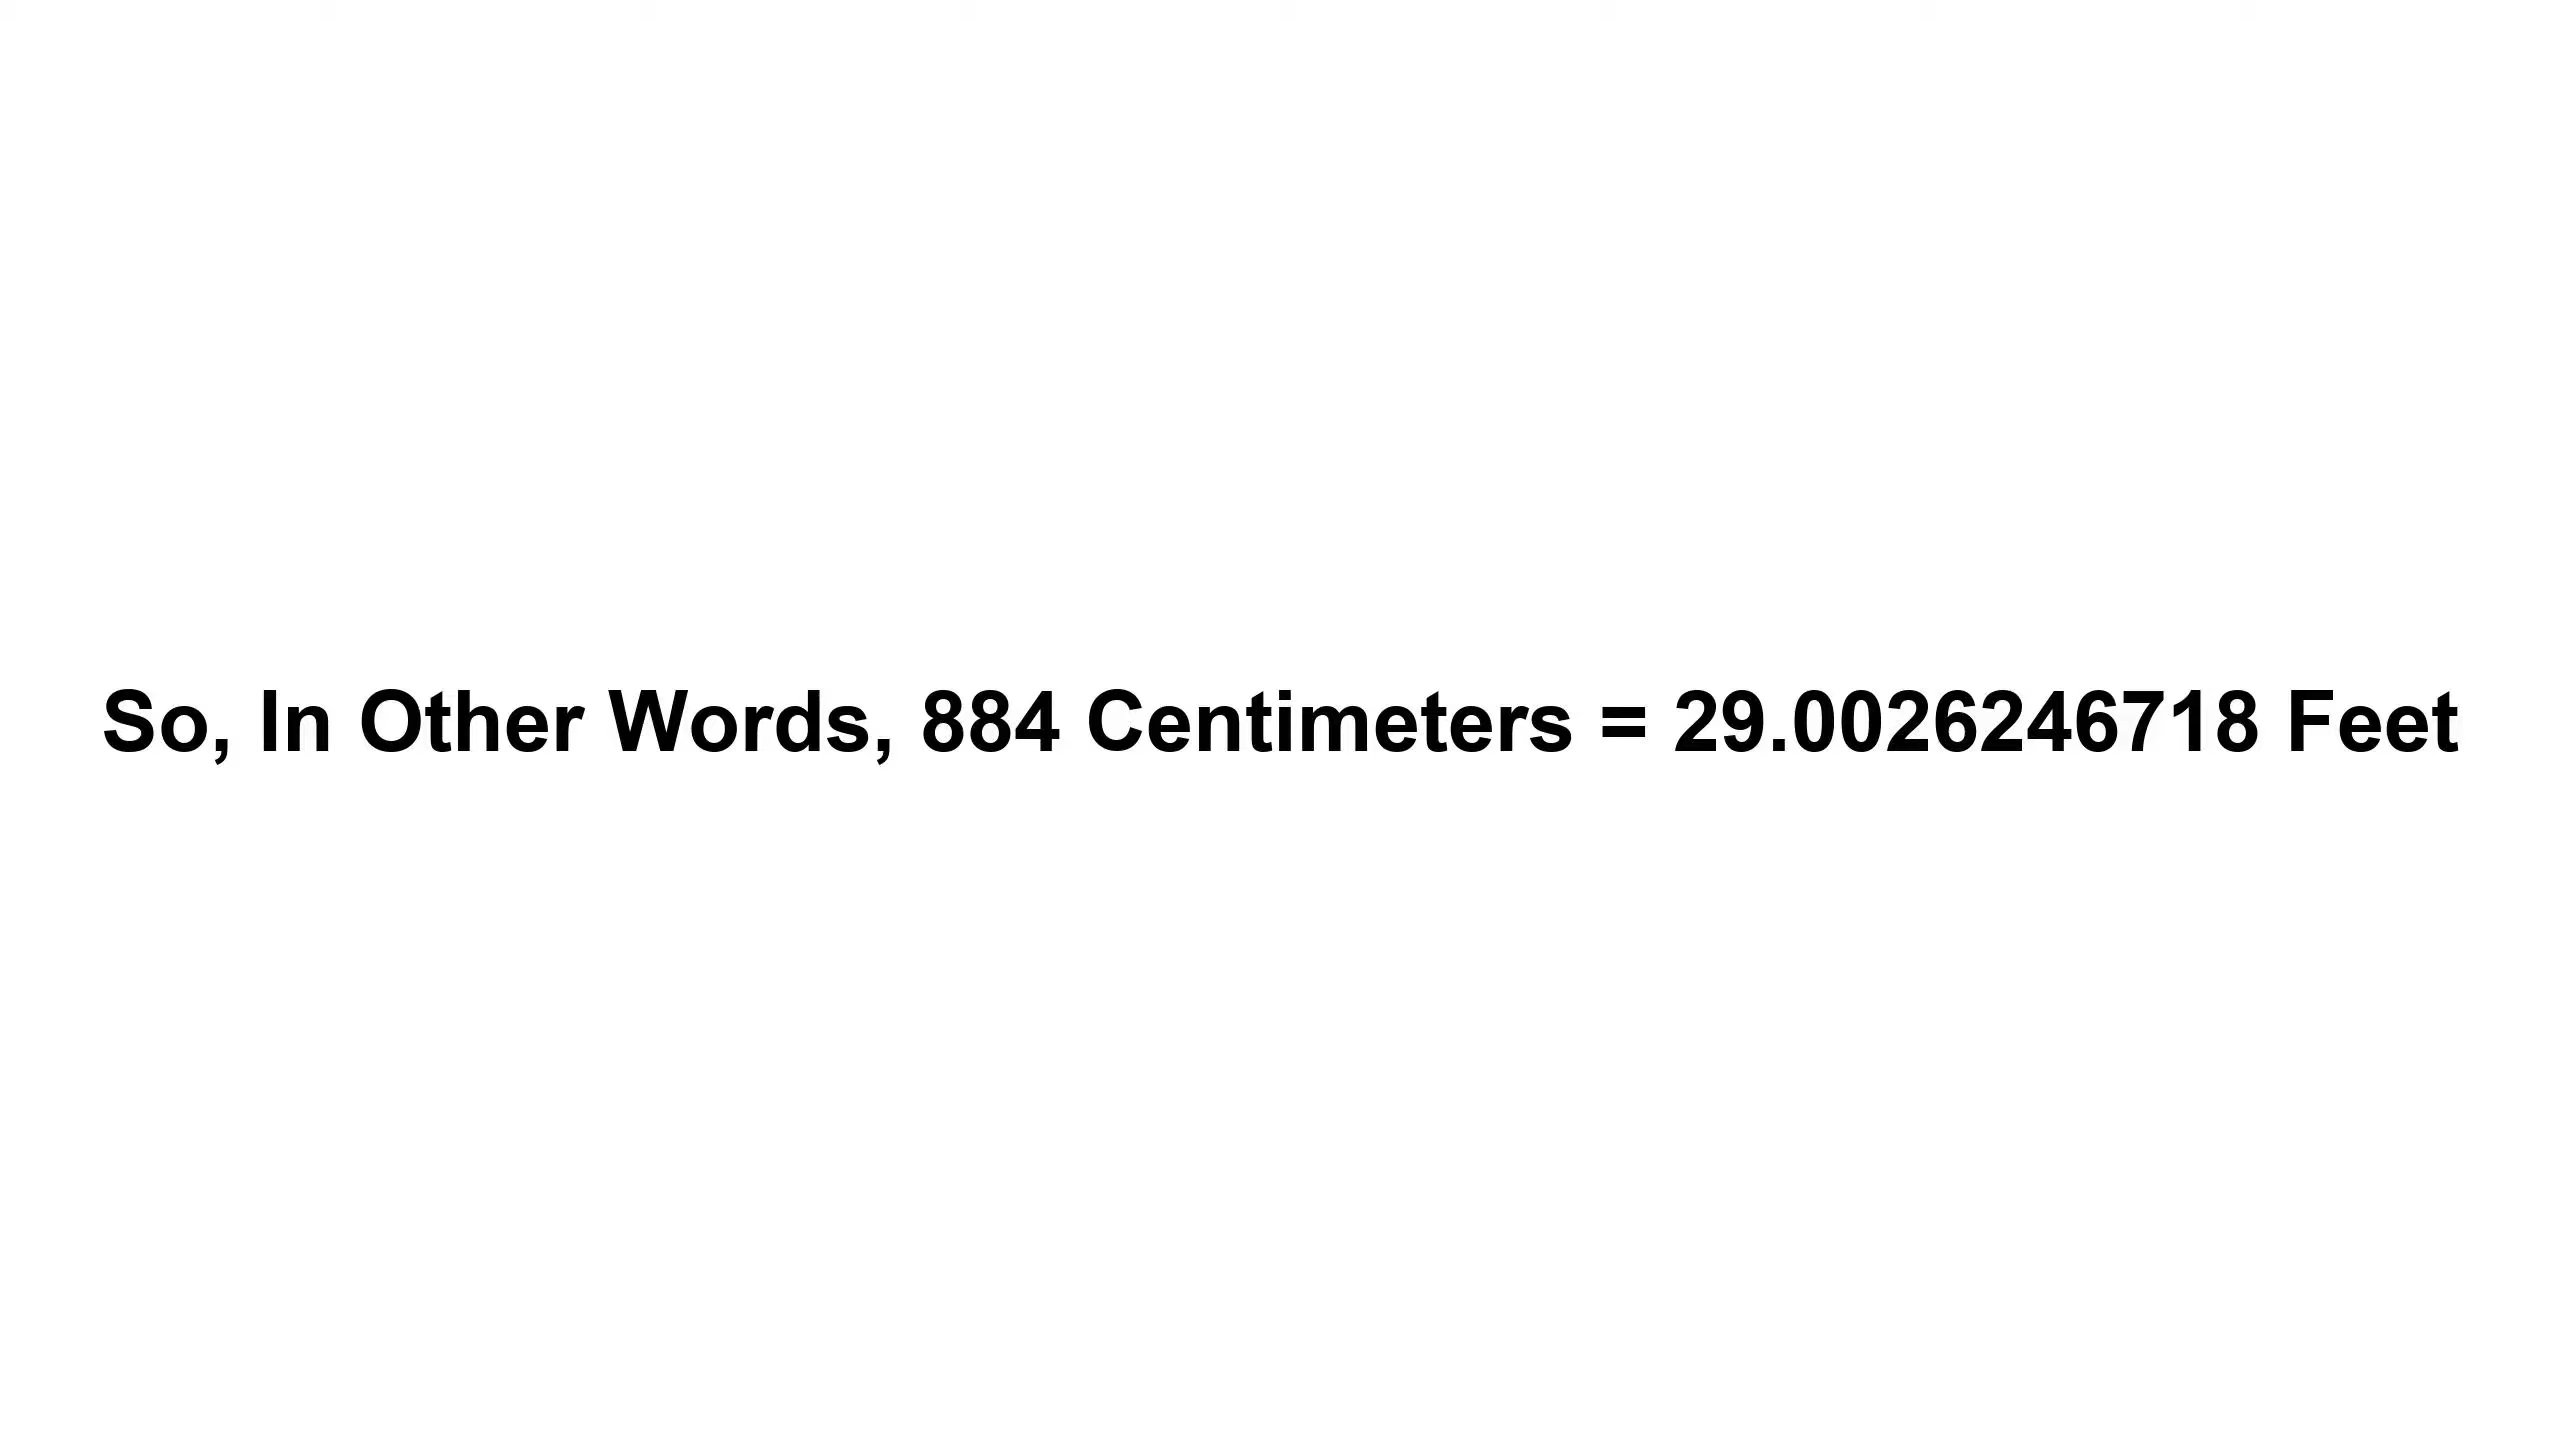 So, In Other Words, 884 Centimeters = 29.0026246718 Feet